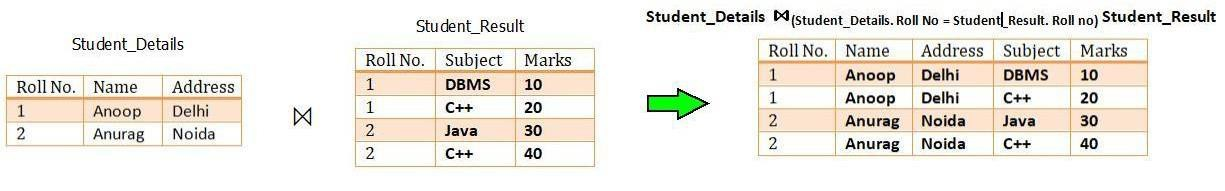 Student_Details
Roll No. Name Address
1 Anoop Delhi
2 Anurag Noida
⋈
Student_Result
Roll No. Subject Marks
1 DBMS 10
1 C++ 20
2 Java 30
2 C++ 40
Student_Details ⋈(Student_Details. Roll No = Student_Result. Roll no) Student_Result
Roll No. Name Address Subject Marks
1 Anoop Delhi DBMS 10
1 Anoop Delhi C++ 20
2 Anurag Noida Java 30
2 Anurag Noida C++ 40